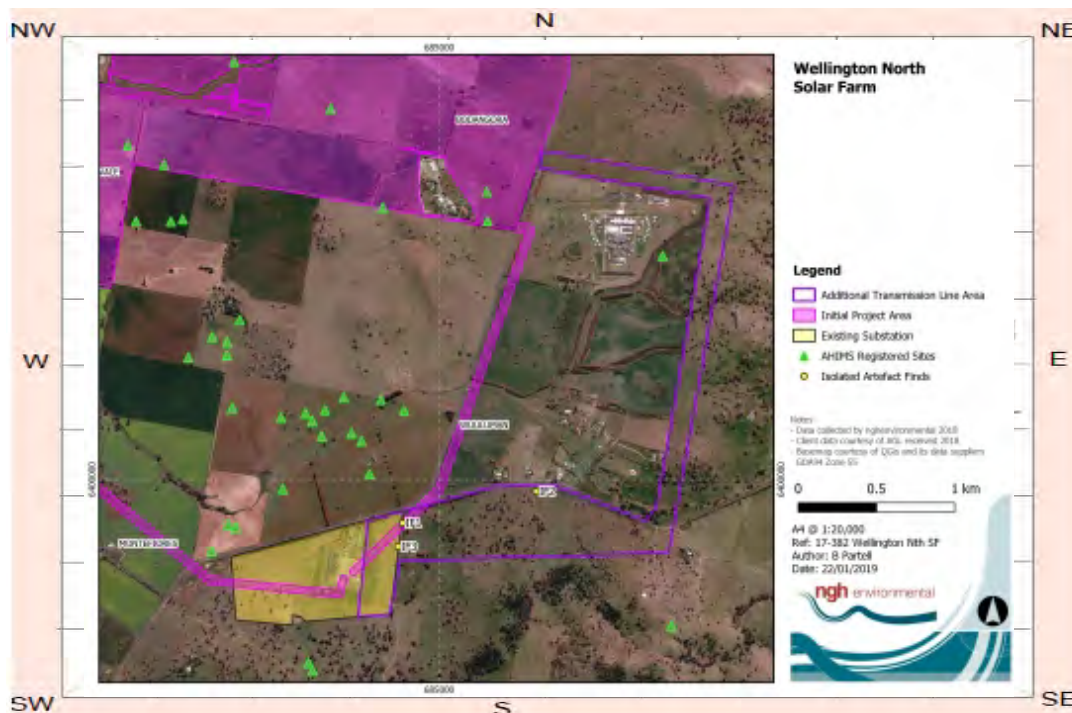 NW
N
NE
685000
Wellington North
Solar Farm
Legend
Additional Transmission Line Area
Initial Project Area
Existing Substation
AHIMS Registered Sites
Isolated Artefact Finds
W
E
Notes:
- Data collected by nghenvironmental 2018
- Client data courtesy of AGL received 2018
- Basemap courtesy of QGis and its data suppliers
GDA94 Zone 55
0 0.5 1 km
A4 @ 1:20,000
Ref: 17-382 Wellington Nth SF
Author: B Partell
Date: 22/01/2019
ngh environmental
6408000
6408000
IF2
IF1
IF3
MONTEFIORES
685000
SW
S
SE